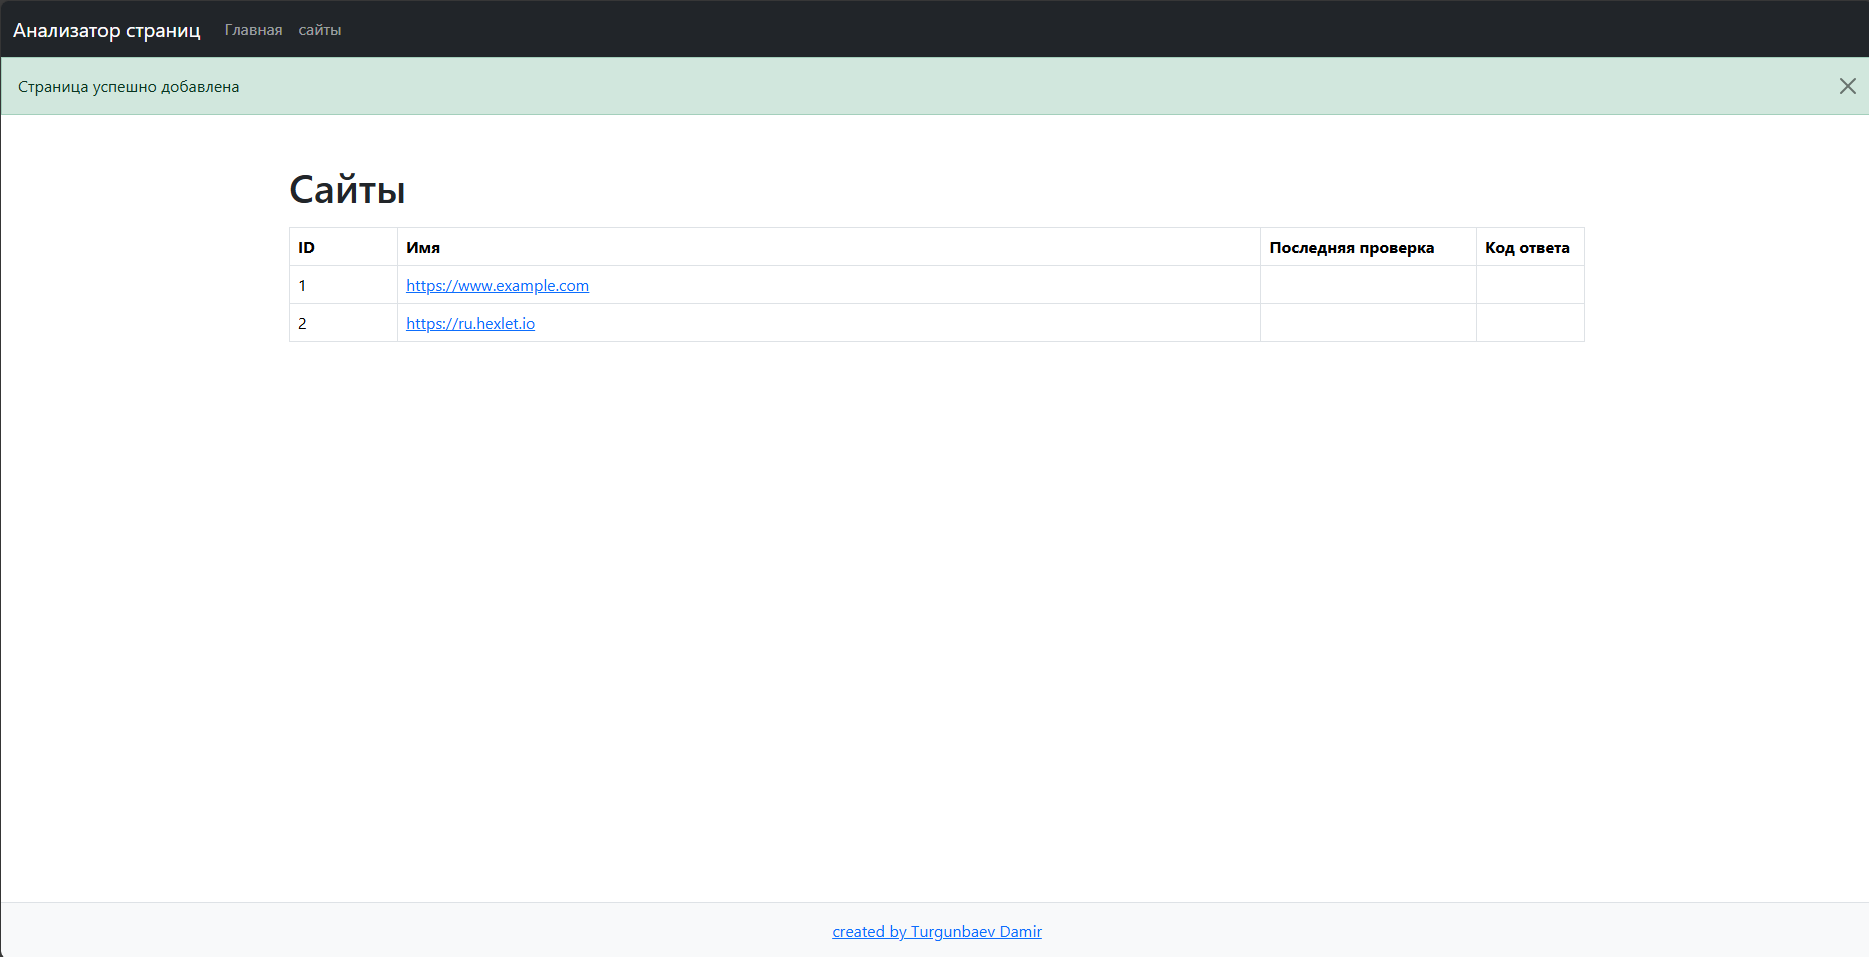 Анализатор страниц Главная сайты
Страница успешно добавлена
Сайты
ID Имя Последняя проверка Код ответа
1 https://www.example.com
2 https://ru.hexlet.io
created by Turgunbaev Damir